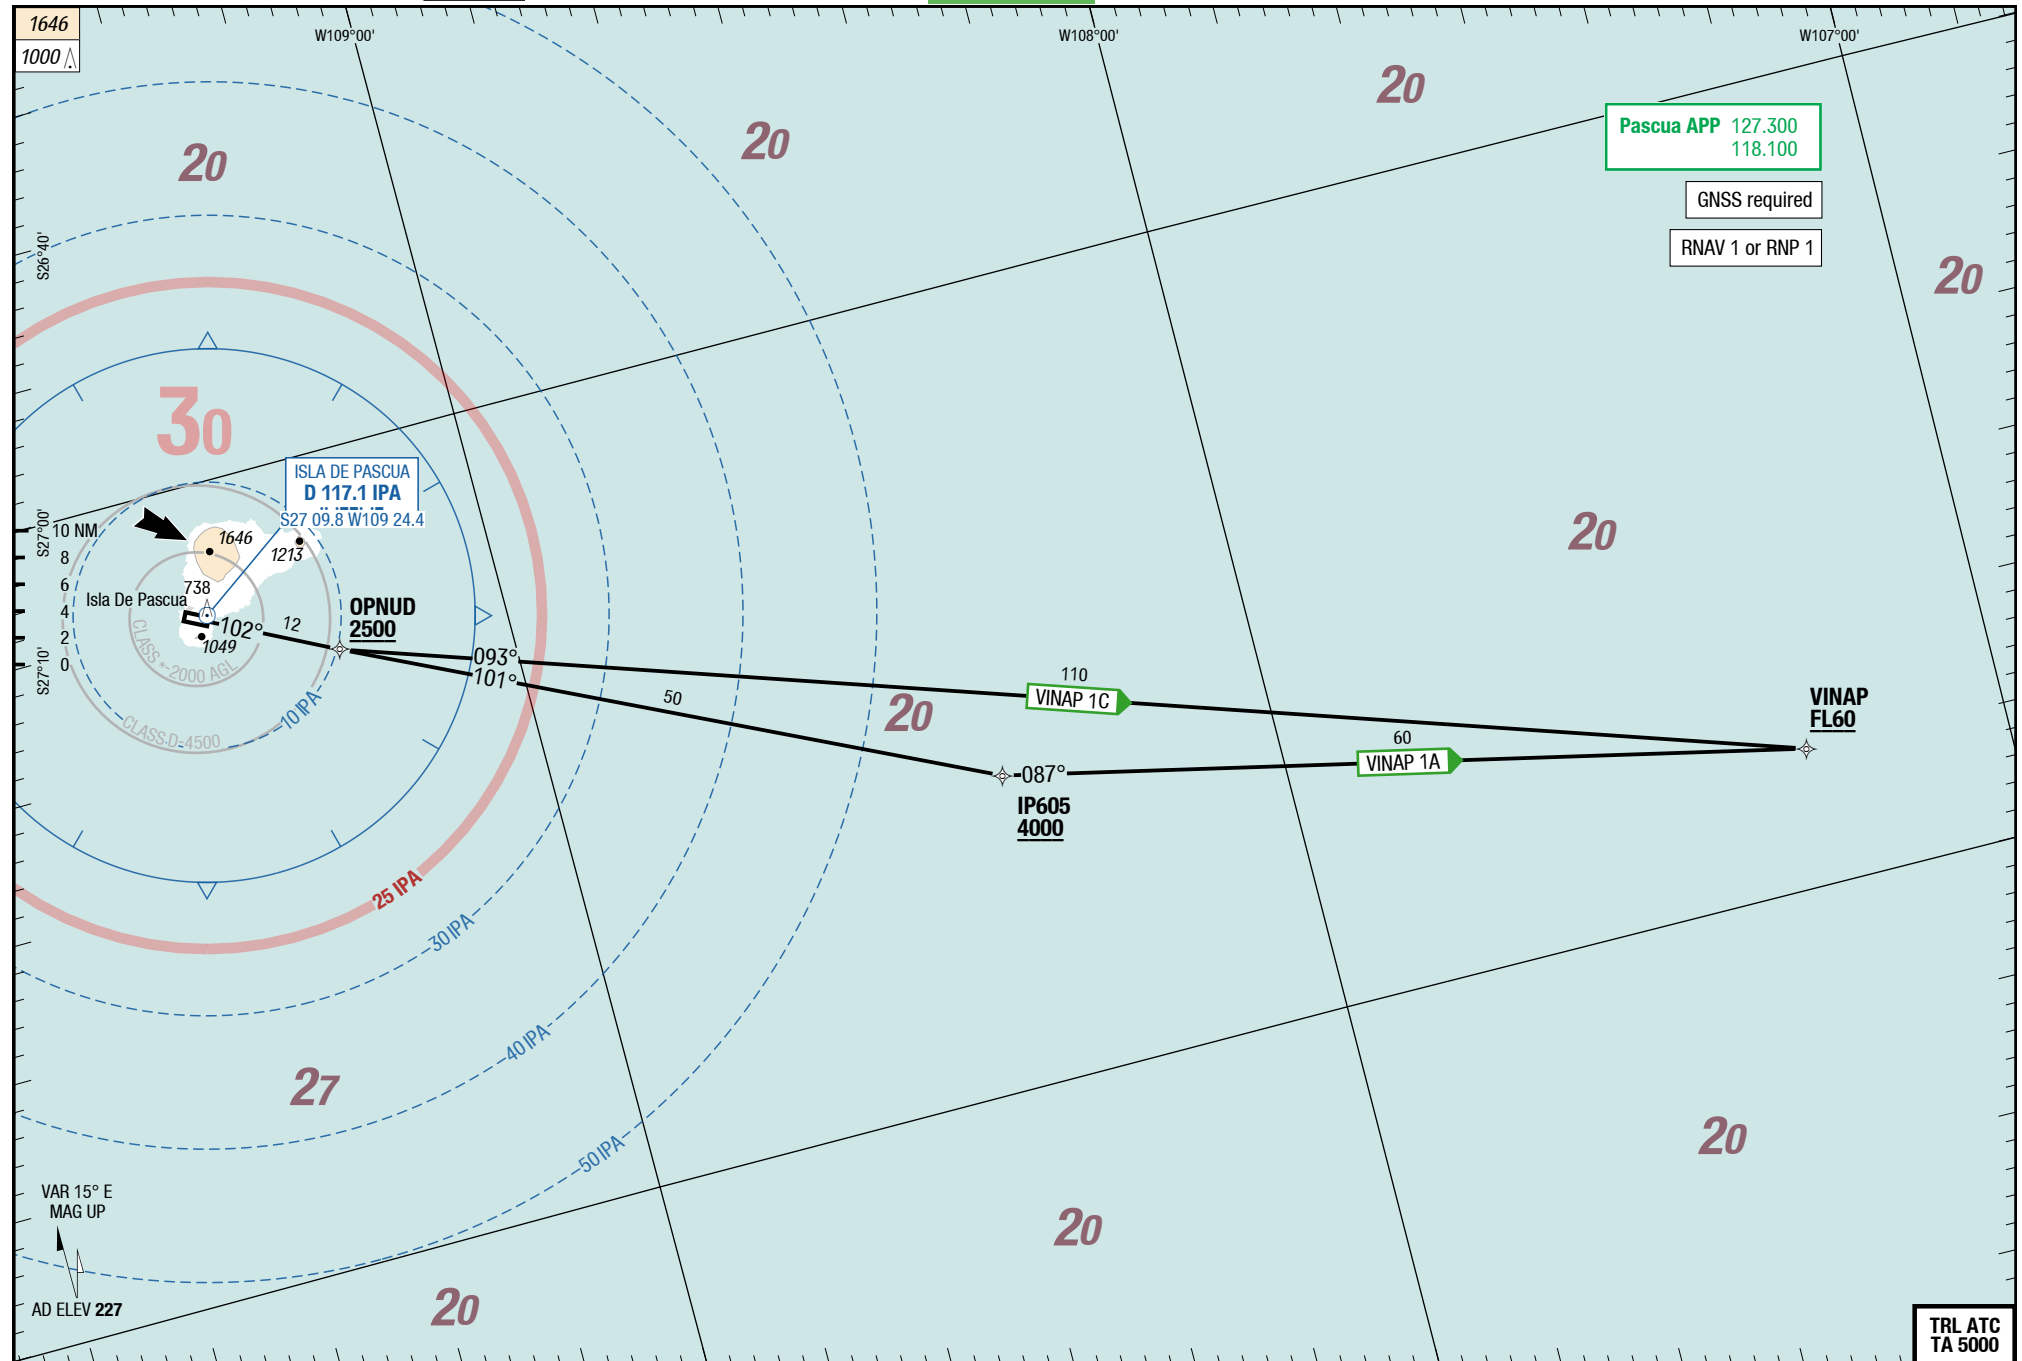 1646
1000
W109°00'
W108°00'
W107°00'
20
20
20
20
Pascua APP 127.300
118.100
GNSS required
RNAV 1 or RNP 1
S26°40'
30
ISLA DE PASCUA
D 117.1 IPA
S27 09.8 W109 24.4
S27°00'
10 NM
8
6
4
2
0
S27°10'
1646
1213
738
Isla De Pascua
1049
CLASS *-2000 AGL
CLASS D-4500
10 IPA
102°
12
OPNUD
2500
093°
101°
50
110
VINAP 1C
20
20
VINAP
FL60
60
VINAP 1A
087°
IP605
4000
25 IPA
30 IPA
40 IPA
50 IPA
27
20
20
20
VAR 15° E
MAG UP
AD ELEV 227
TRL ATC
TA 5000